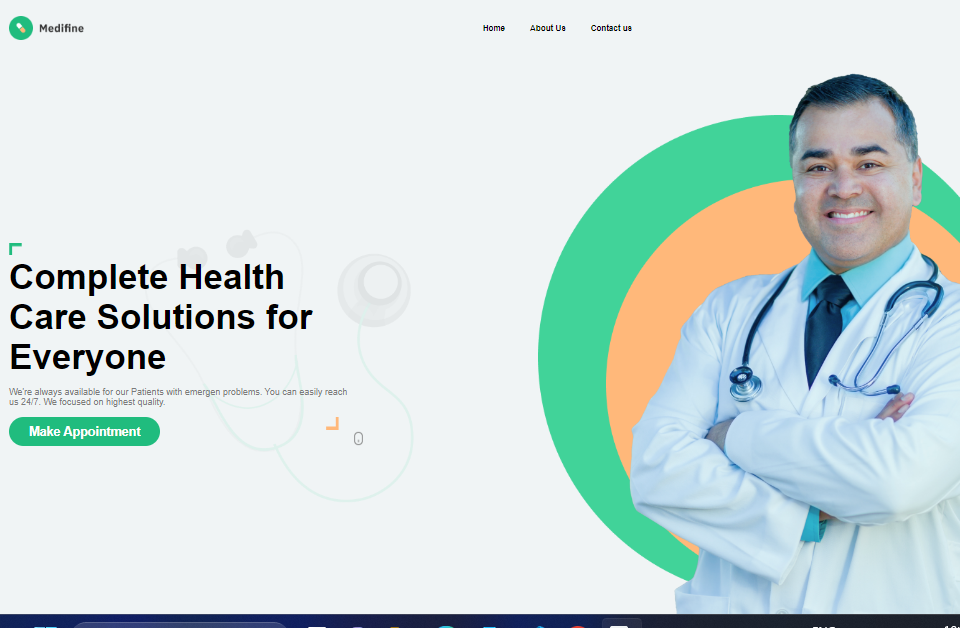 Medifine
Home
About Us
Contact us
Complete Health
Care Solutions for
Everyone
We're always available for our Patients with emergen problems. You can easily reach
us 24/7. We focused on highest quality.
Make Appointment